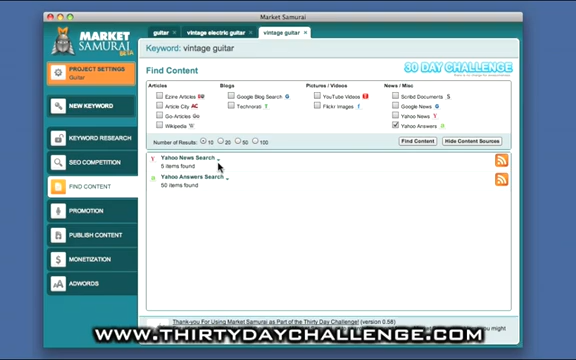 Market Samurai
MARKET
SAMURAI
BETA
guitar x
vintage electric guitar x
vintage guitar x
Keyword: vintage guitar
PROJECT SETTINGS
Guitar
NEW KEYWORD
KEYWORD RESEARCH
SEO COMPETITION
FIND CONTENT
PROMOTION
PUBLISH CONTENT
MONETIZATION
ADWORDS
Find Content
30 DAY CHALLENGE
Articles
Blogs
Pictures / Videos
News / Misc
Ezine Articles
Google Blog Search
YouTube Videos
Scribd Documents
Article City AC
Technorati
Flickr Images
Google News
Go-Articles
Yahoo News
Wikipedia W
Yahoo Answers
Number of Results: 10 20 50 100
Find Content
Hide Content Sources
Yahoo News Search
5 items found
Yahoo Answers Search
50 items found
Thank-you For Using Market Samurai as Part of the Thirty Day Challenge! (version 0.58)
you might
WWW.THIRTYDAYCHALLENGE.COM